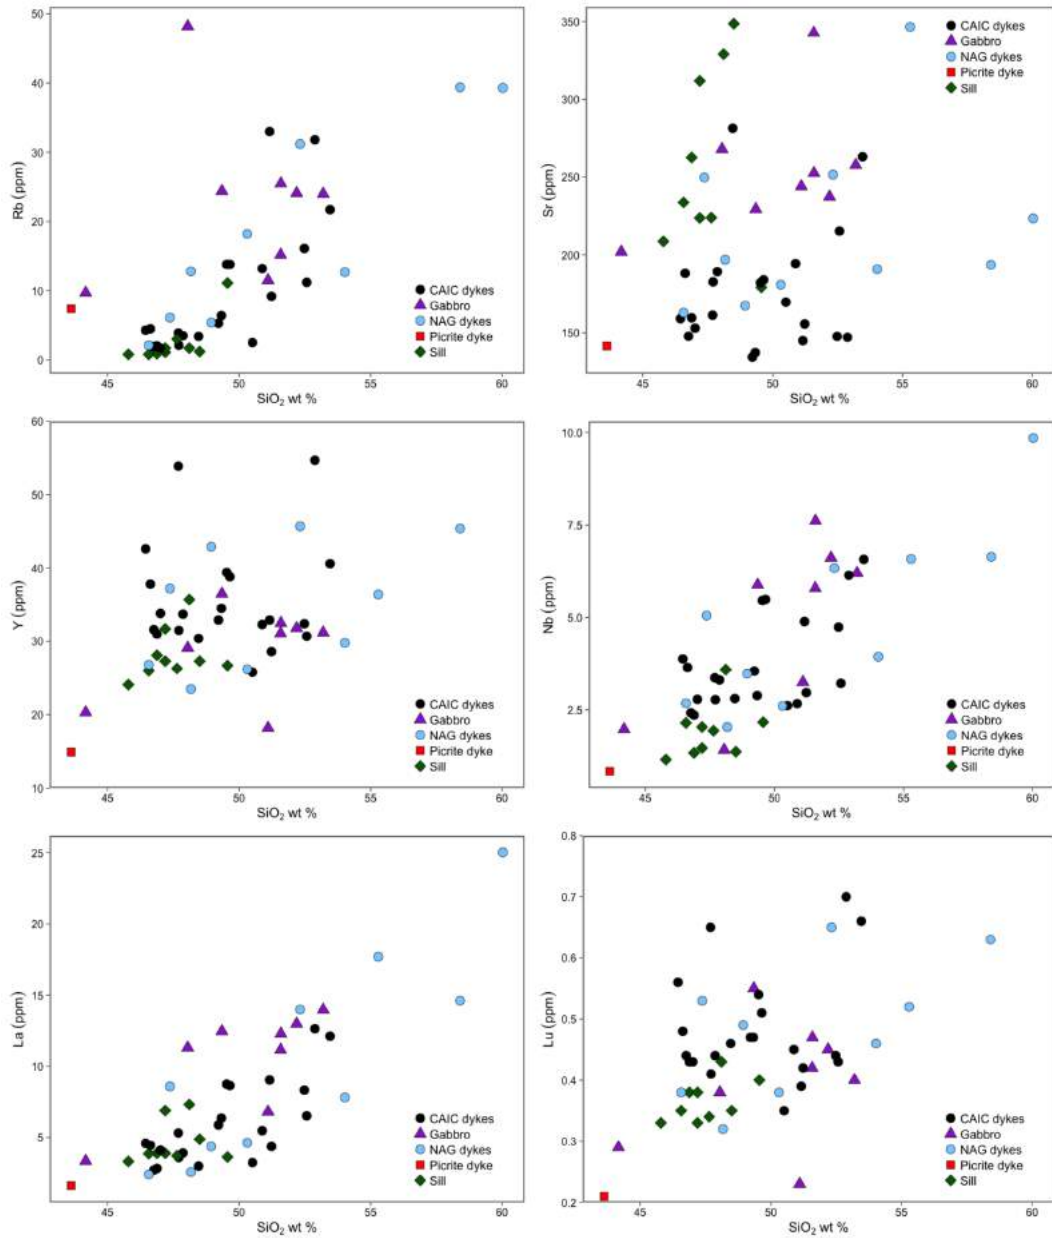 50
40
30
20
10
0
Rb (ppm)
45
50
55
60
SiO₂ wt %
CAIC dykes
Gabbro
NAG dykes
Picrite dyke
Sill
350
300
250
200
150
Sr (ppm)
45
50
55
60
SiO₂ wt %
CAIC dykes
Gabbro
NAG dykes
Picrite dyke
Sill
60
50
40
30
20
10
Y (ppm)
45
50
55
60
SiO₂ wt %
CAIC dykes
Gabbro
NAG dykes
Picrite dyke
Sill
10.0
7.5
5.0
2.5
Nb (ppm)
45
50
55
60
SiO₂ wt %
CAIC dykes
Gabbro
NAG dykes
Picrite dyke
Sill
25
20
15
10
5
La (ppm)
45
50
55
60
SiO₂ wt %
CAIC dykes
Gabbro
NAG dykes
Picrite dyke
Sill
0.8
0.7
0.6
0.5
0.4
0.3
0.2
Lu (ppm)
45
50
55
60
SiO₂ wt %
CAIC dykes
Gabbro
NAG dykes
Picrite dyke
Sill